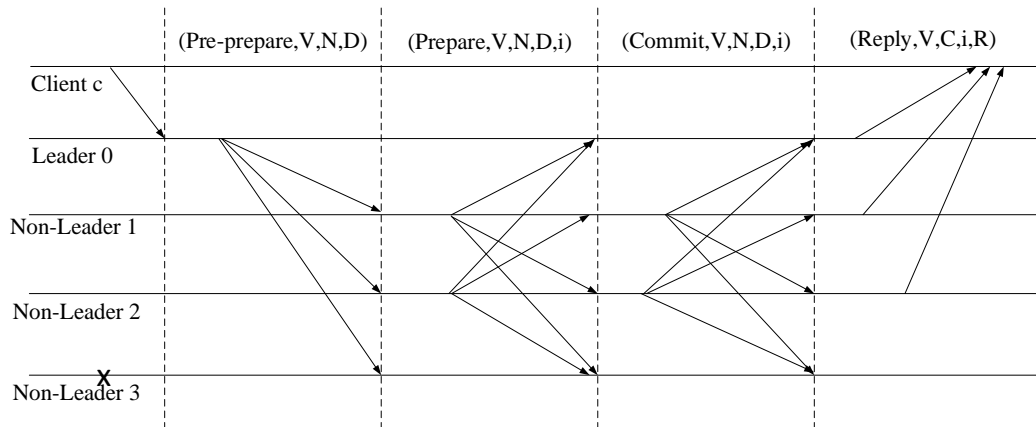 (Pre-prepare,V,N,D) (Prepare,V,N,D,i) (Commit,V,N,D,i) (Reply,V,C,i,R)
Client c
Leader 0
Non-Leader 1
Non-Leader 2
X
Non-Leader 3